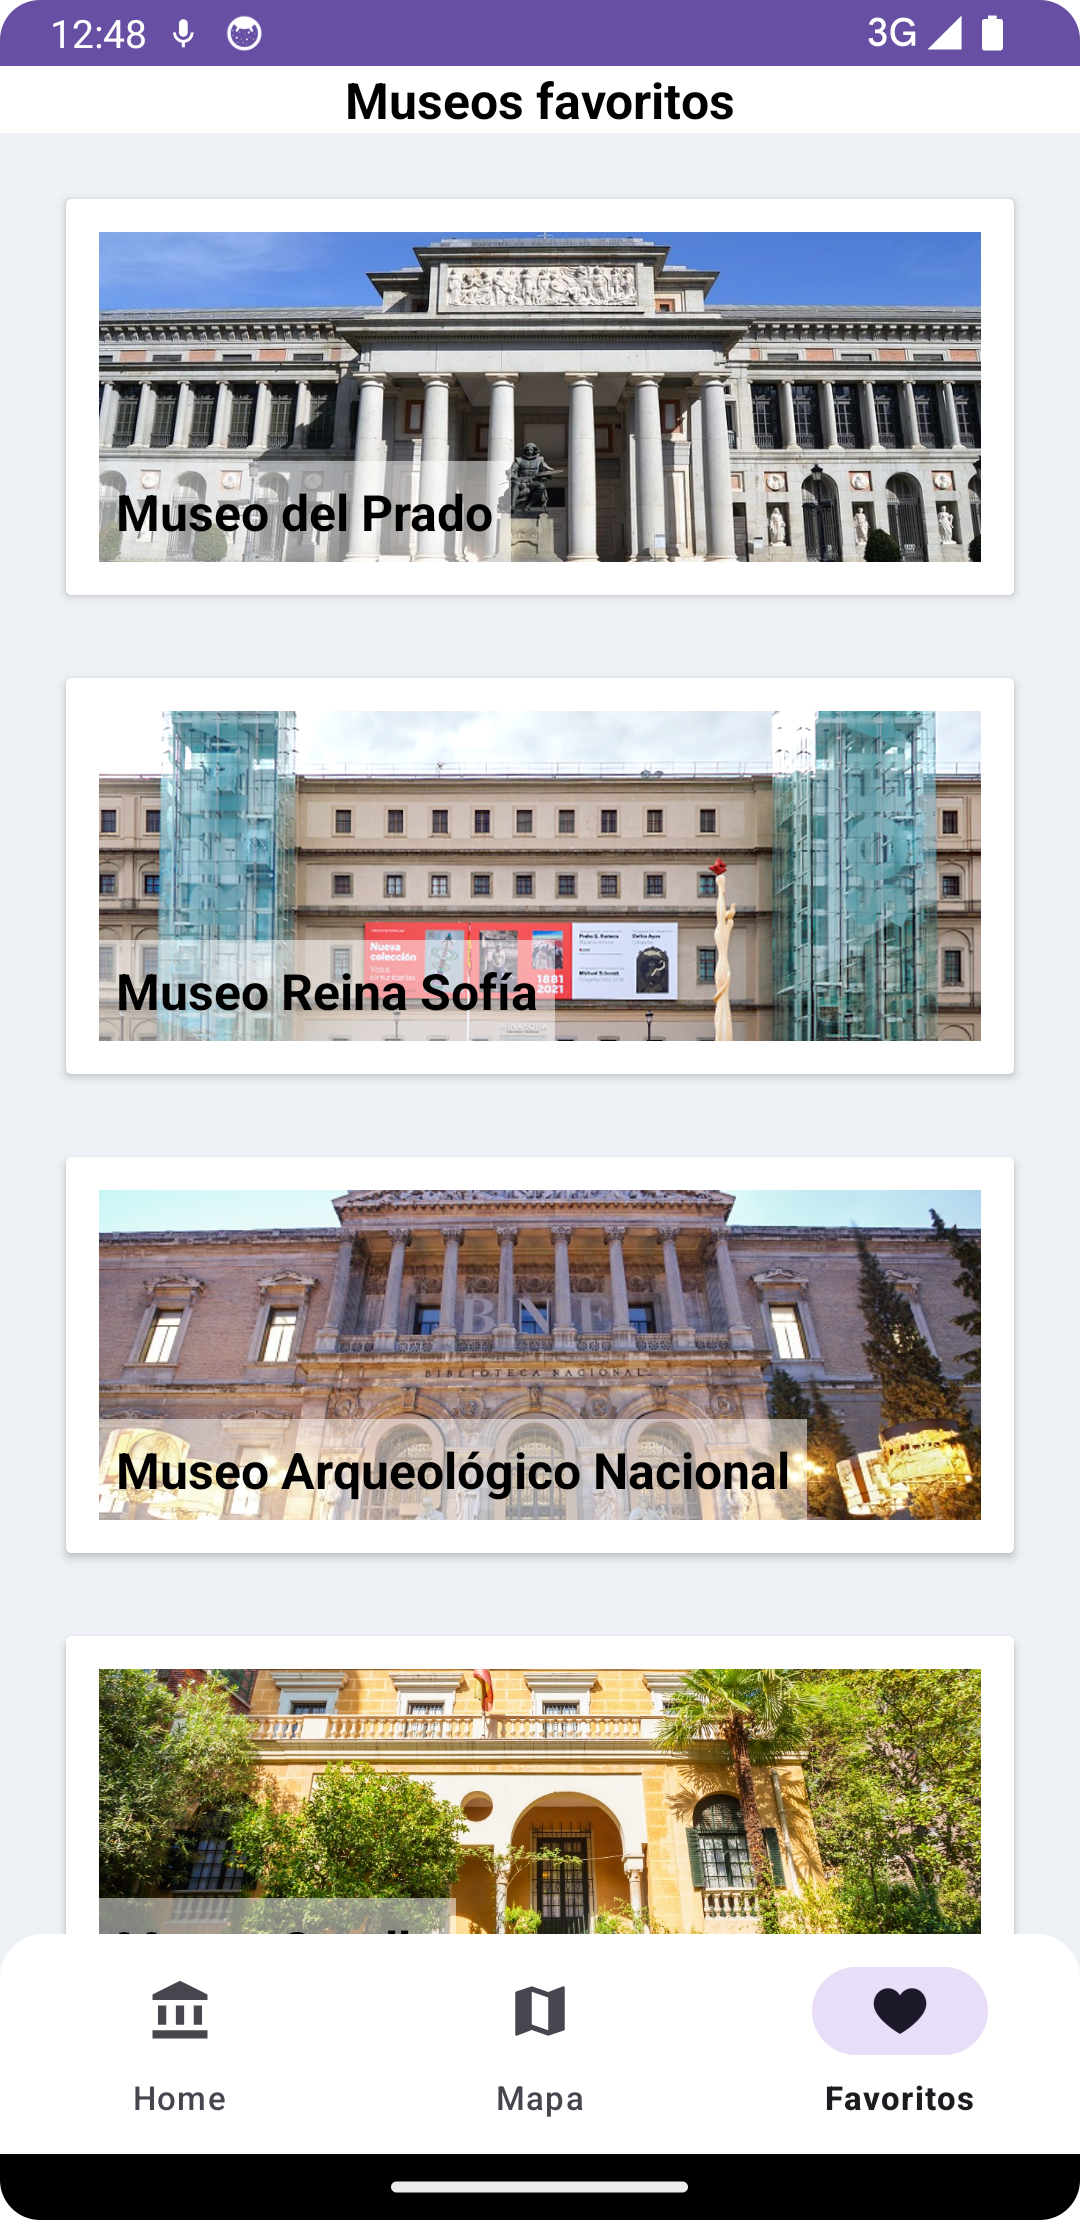 12:48
3G
Museos favoritos
Museo del Prado
Nueva
colección
1881
2021
Museo Reina Sofía
BNE
BIBLIOTECA NACIONAL
Museo Arqueológico Nacional
Home
Mapa
Favoritos